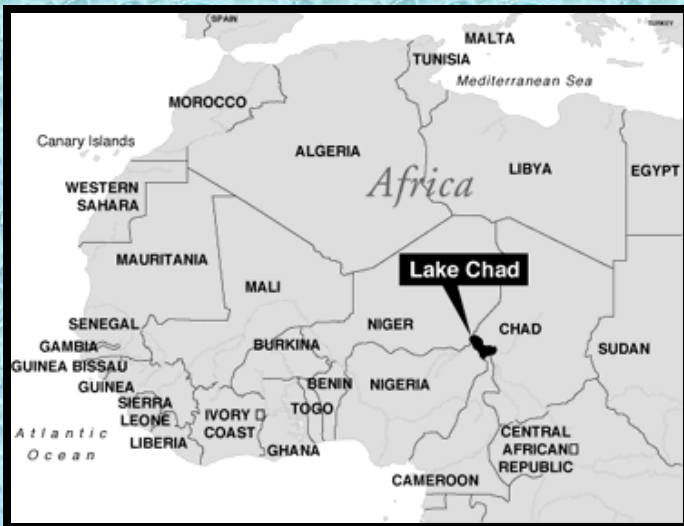 SPAIN
TURKEY
MALTA
TUNISIA
Mediterranean Sea
MOROCCO
Canary Islands
ALGERIA
LIBYA
EGYPT
Africa
WESTERN
SAHARA
MAURITANIA
MALI
Lake Chad
NIGER
CHAD
SUDAN
SENEGAL
GAMBIA
GUINEA BISSAU
GUINEA
SIERRA
LEONE
LIBERIA
IVORY
COAST
BURKINA
GHANA
TOGO
BENIN
NIGERIA
CAMEROON
CENTRAL
AFRICAN
REPUBLIC
Atlantic
Ocean